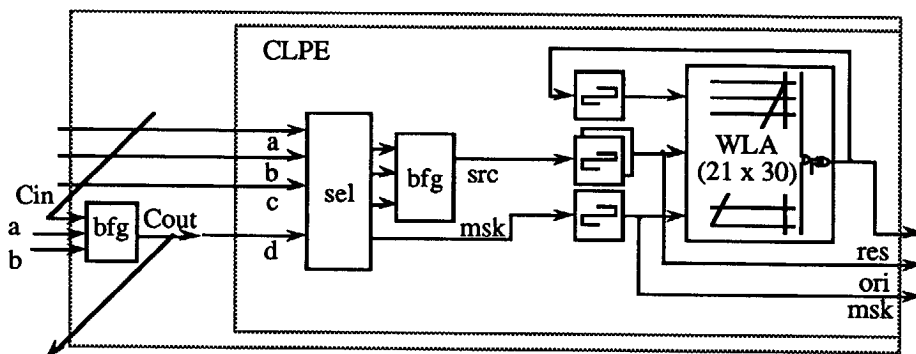 CLPE
a
b
c
d
Cin
a
b
bfg
Cout
sel
bfg
src
msk
WLA
(21 x 30)
res
ori
msk